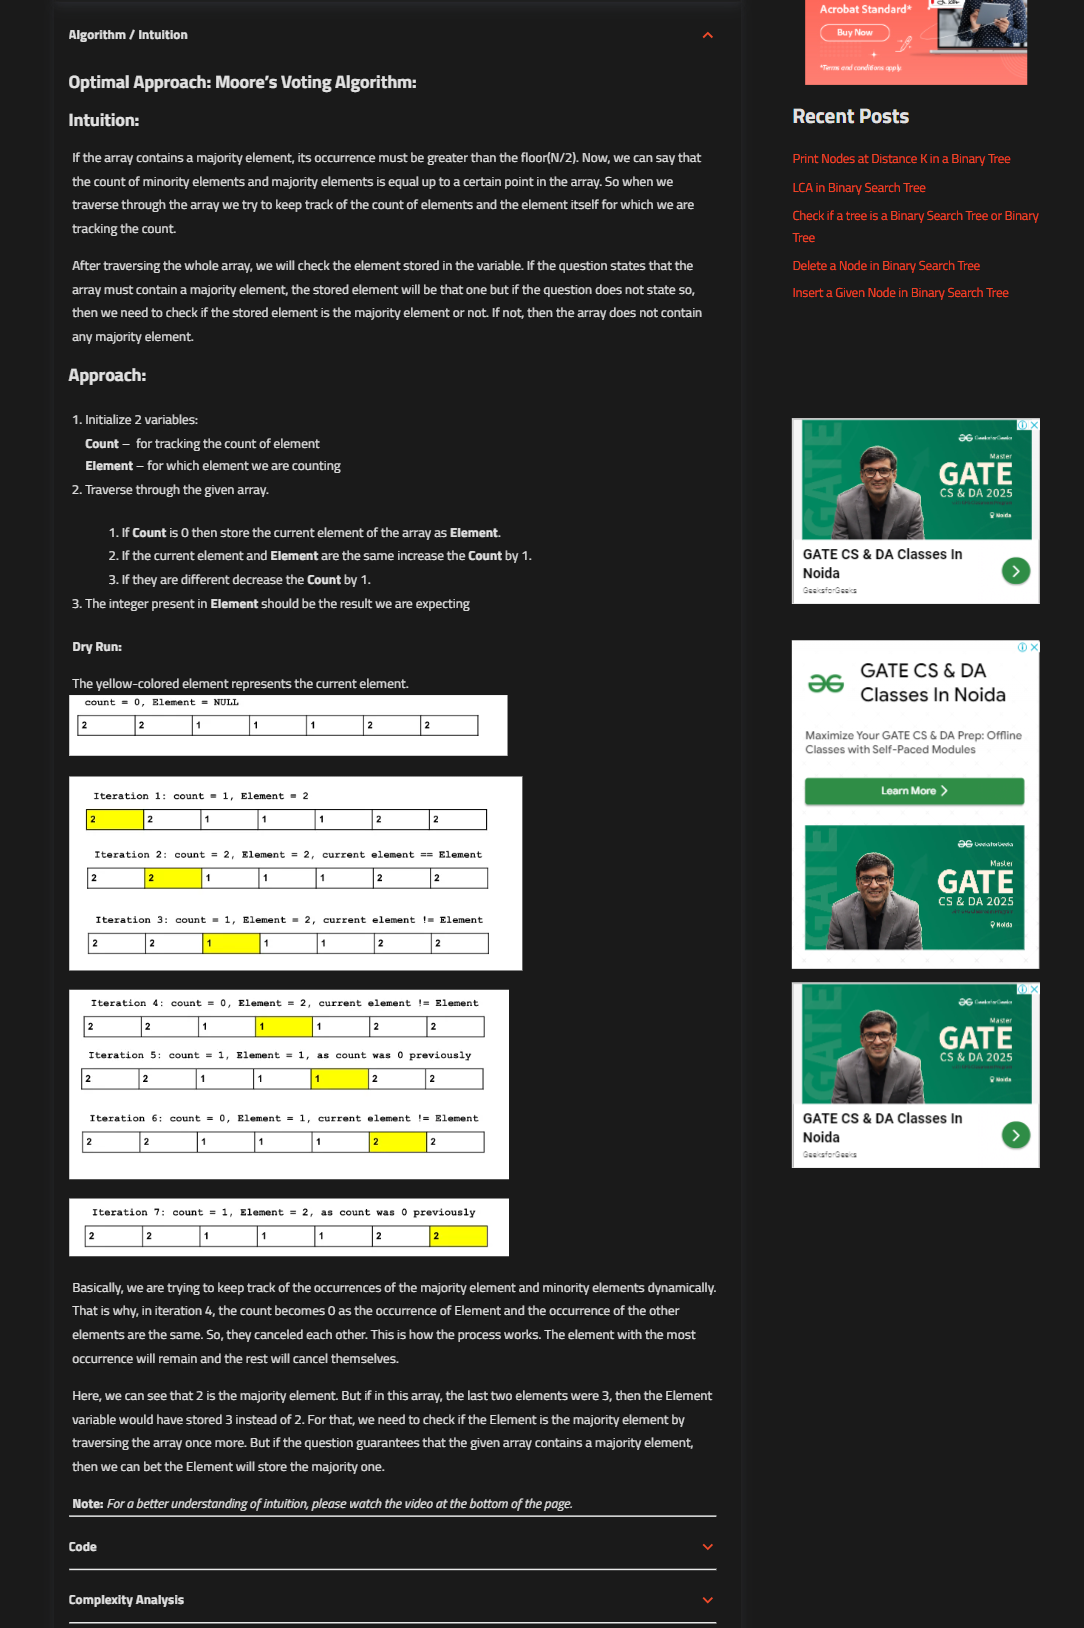 Algorithm / Intuition
Optimal Approach: Moore’s Voting Algorithm:
Intuition:
If the array contains a majority element, its occurrence must be greater than the floor(N/2). Now, we can say that
the count of minority elements and majority elements is equal up to a certain point in the array. So when we
traverse through the array we try to keep track of the count of elements and the element itself for which we are
tracking the count.
After traversing the whole array, we will check the element stored in the variable. If the question states that the
array must contain a majority element, the stored element will be that one but if the question does not state so,
then we need to check if the stored element is the majority element or not. If not, then the array does not contain
any majority element.
Approach:
1. Initialize 2 variables:
Count – for tracking the count of element
Element – for which element we are counting
2. Traverse through the given array.
1. If Count is 0 then store the current element of the array as Element.
2. If the current element and Element are the same increase the Count by 1.
3. If they are different decrease the Count by 1.
3. The integer present in Element should be the result we are expecting
Dry Run:
The yellow-colored element represents the current element.
count = 0, Element = NULL
2 2 1 1 1 2 2
Iteration 1: count = 1, Element = 2
2 2 1 1 1 2 2
Iteration 2: count = 2, Element = 2, current element == Element
2 2 1 1 1 2 2
Iteration 3: count = 1, Element = 2, current element != Element
2 2 1 1 1 2 2
Iteration 4: count = 0, Element = 2, current element != Element
2 2 1 1 1 2 2
Iteration 5: count = 1, Element = 1, as count was 0 previously
2 2 1 1 1 2 2
Iteration 6: count = 0, Element = 1, current element != Element
2 2 1 1 1 2 2
Iteration 7: count = 1, Element = 2, as count was 0 previously
2 2 1 1 1 2 2
Basically, we are trying to keep track of the occurrences of the majority element and minority elements dynamically.
That is why, in iteration 4, the count becomes 0 as the occurrence of Element and the occurrence of the other
elements are the same. So, they canceled each other. This is how the process works. The element with the most
occurrence will remain and the rest will cancel themselves.
Here, we can see that 2 is the majority element. But if in this array, the last two elements were 3, then the Element
variable would have stored 3 instead of 2. For that, we need to check if the Element is the majority element by
traversing the array once more. But if the question guarantees that the given array contains a majority element,
then we can bet the Element will store the majority one.
Note: For a better understanding of intuition, please watch the video at the bottom of the page.
Code
Complexity Analysis
Acrobat Standard*
Buy Now
*Terms and conditions apply
Recent Posts
Print Nodes at Distance K in a Binary Tree
LCA in Binary Search Tree
Check if a tree is a Binary Search Tree or Binary
Tree
Delete a Node in Binary Search Tree
Insert a Given Node in Binary Search Tree
GATE
GeeksforGeeks
Master
GATE
CS & DA 2025
Noida
GATE CS & DA Classes In
Noida
GeeksforGeeks
GATE CS & DA
Classes In Noida
Maximize Your GATE CS & DA Prep: Offline
Classes with Self-Paced Modules
Learn More
GATE
GeeksforGeeks
Master
GATE
CS & DA 2025
Noida
GATE
GeeksforGeeks
Master
GATE
CS & DA 2025
Noida
GATE CS & DA Classes In
Noida
GeeksforGeeks